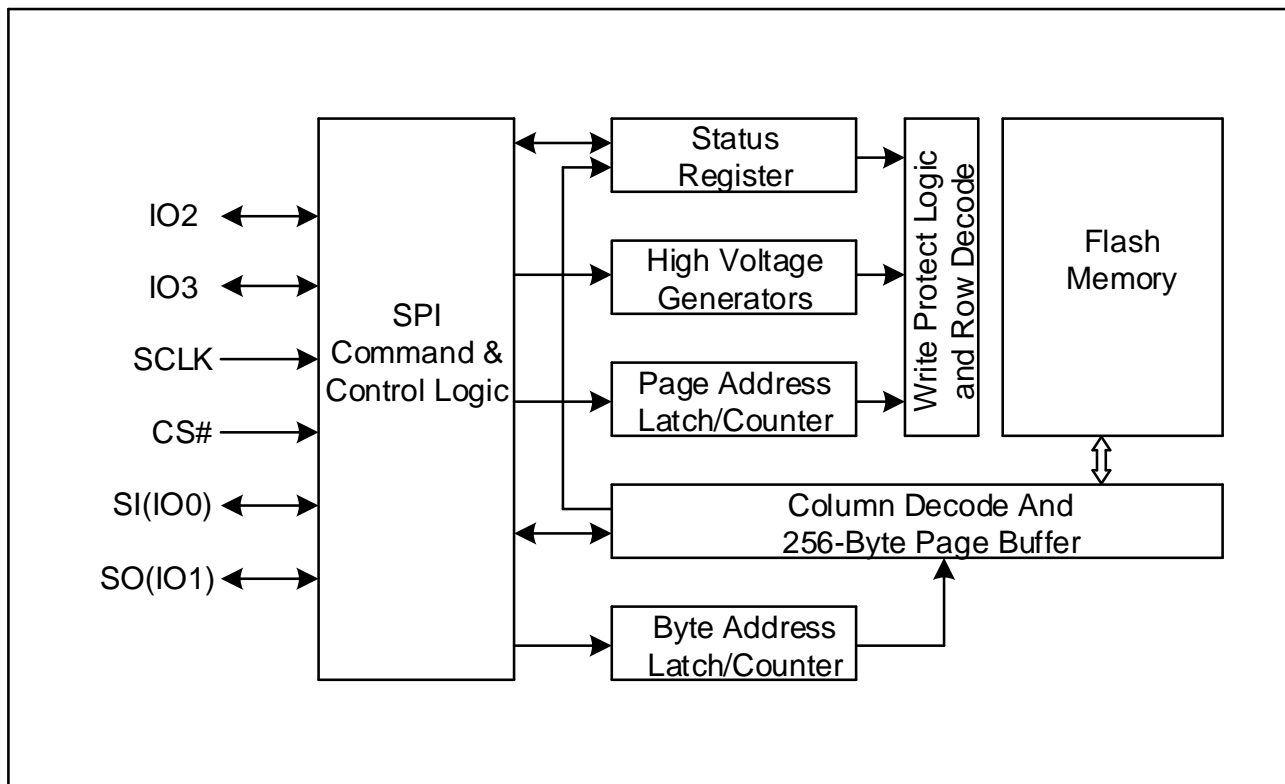 IO2
IO3
SCLK
CS#
SI(IO0)
SO(IO1)
SPI
Command &
Control Logic
Status
Register
High Voltage
Generators
Page Address
Latch/Counter
Write Protect Logic
and Row Decode
Flash
Memory
Column Decode And
256-Byte Page Buffer
Byte Address
Latch/Counter